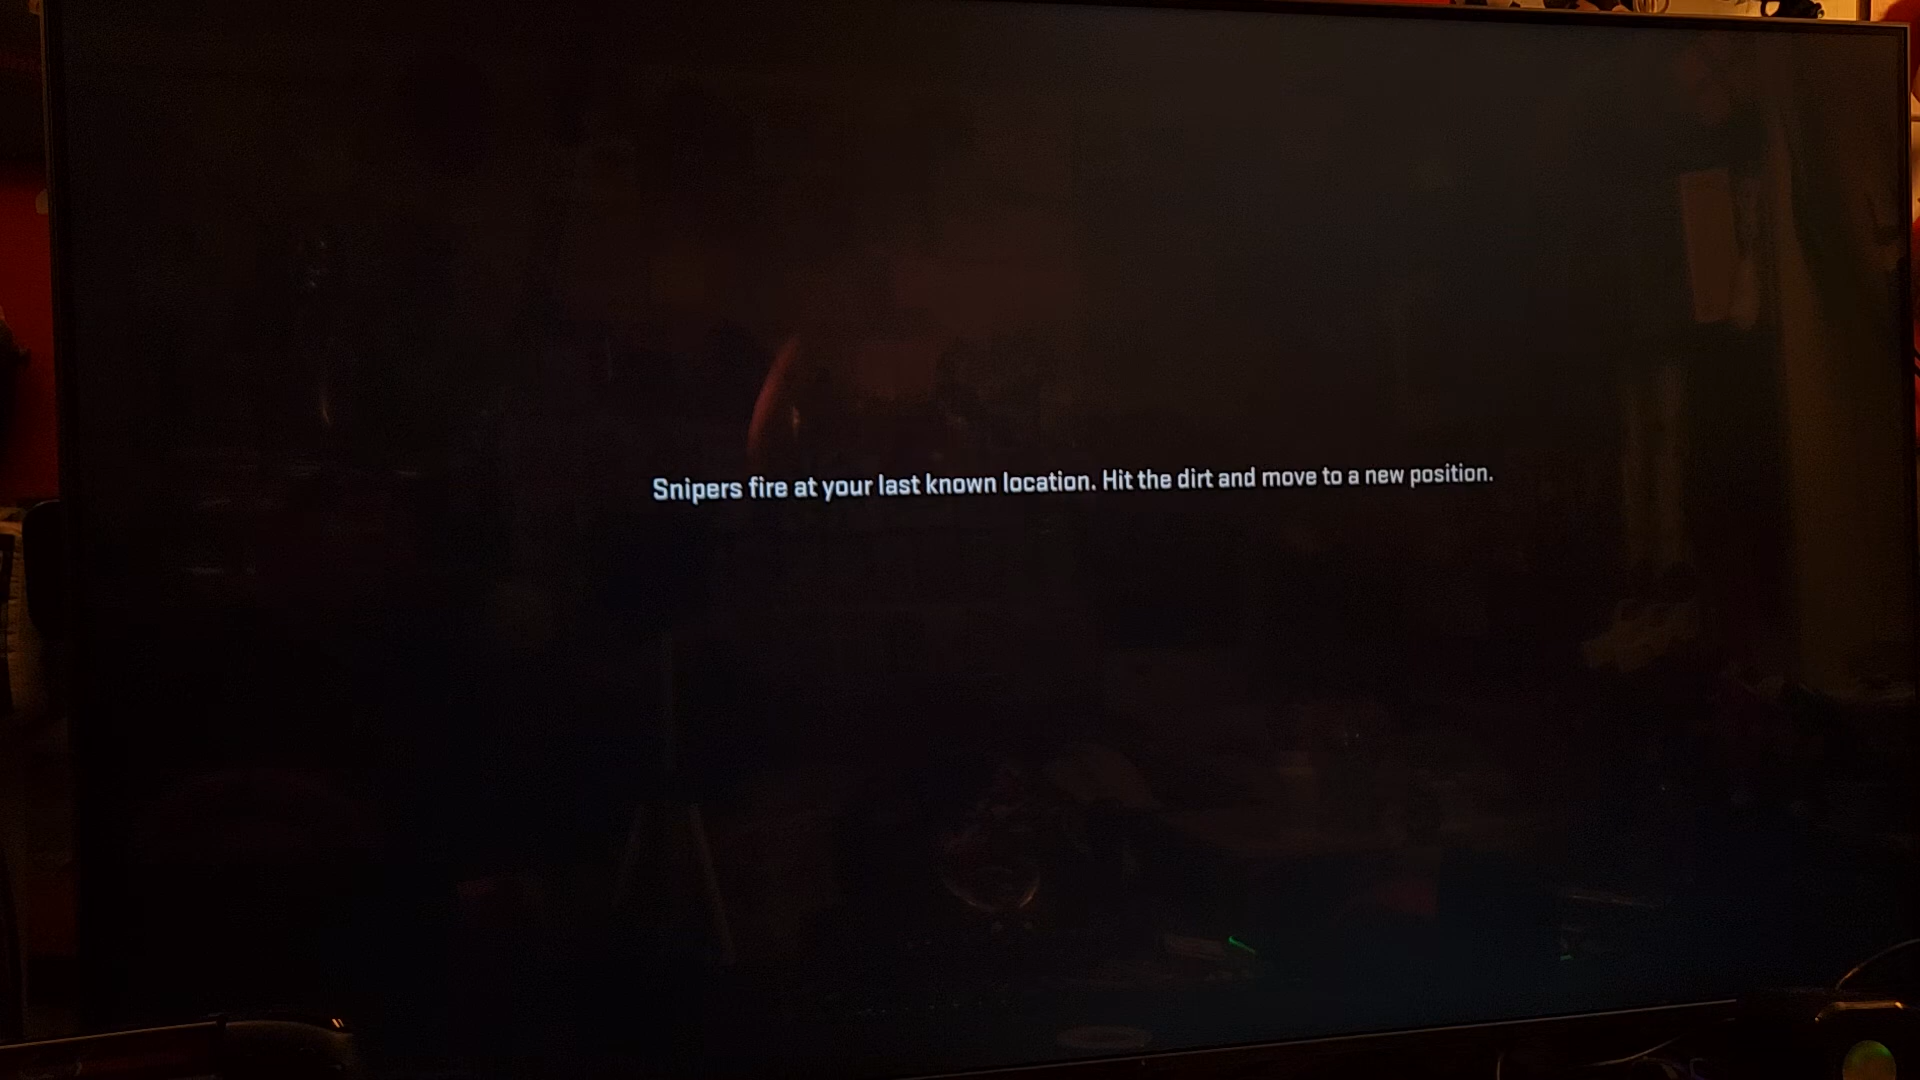 Snipers fire at your last known location. Hit the dirt and move to a new position.